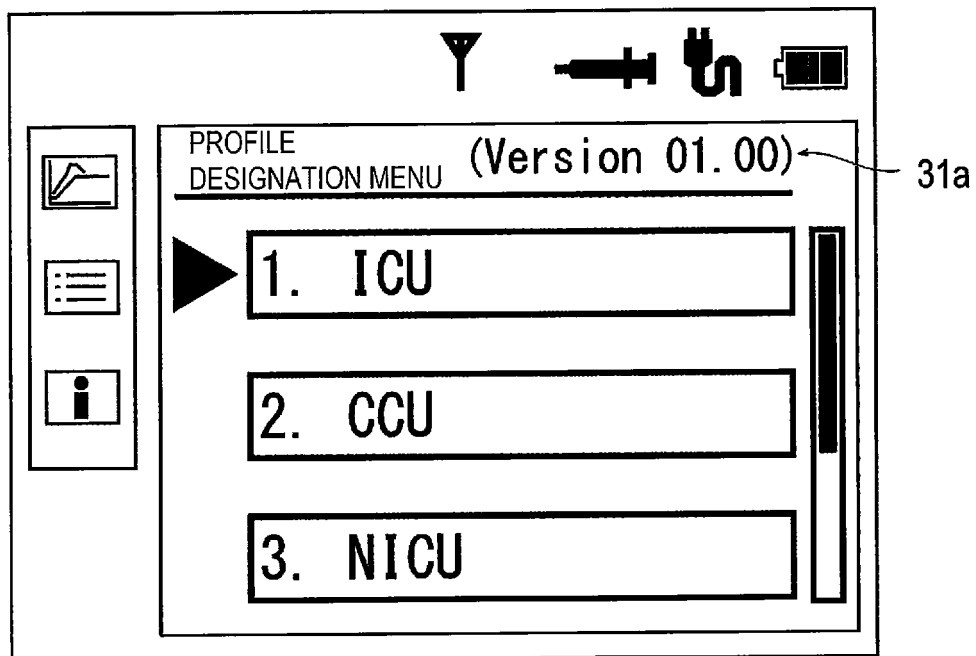 PROFILE
DESIGNATION MENU (Version 01.00)
31a
1. ICU
2. CCU
3. NICU